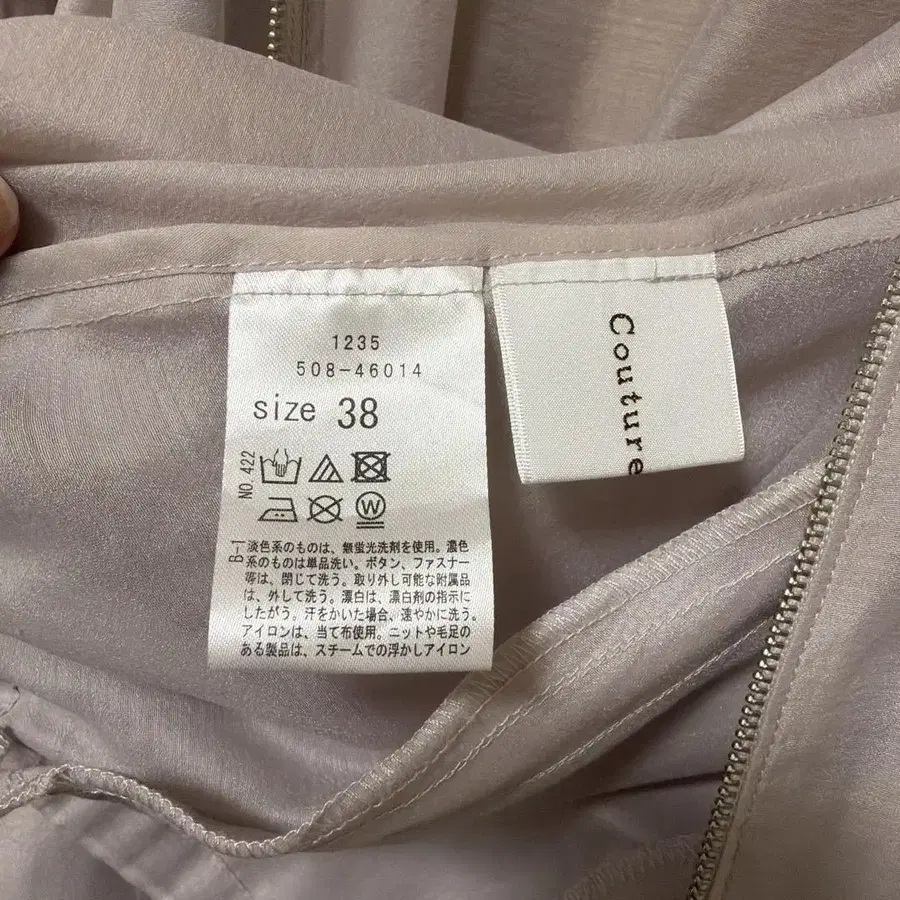 1235
508-46014
size 38
NO.422
W
B-1
淡色系のものは、無蛍光洗剤を使用。濃色
系のものは単品洗い。ボタン、ファスナー
等は、閉じて洗う。取り外し可能な附属品
は、外して洗う。漂白は、漂白剤の指示に
したがう。汗をかいた場合、速やかに洗う。
アイロンは、当て布使用。ニットや毛足の
ある製品は、スチームでの浮かしアイロン
Couture